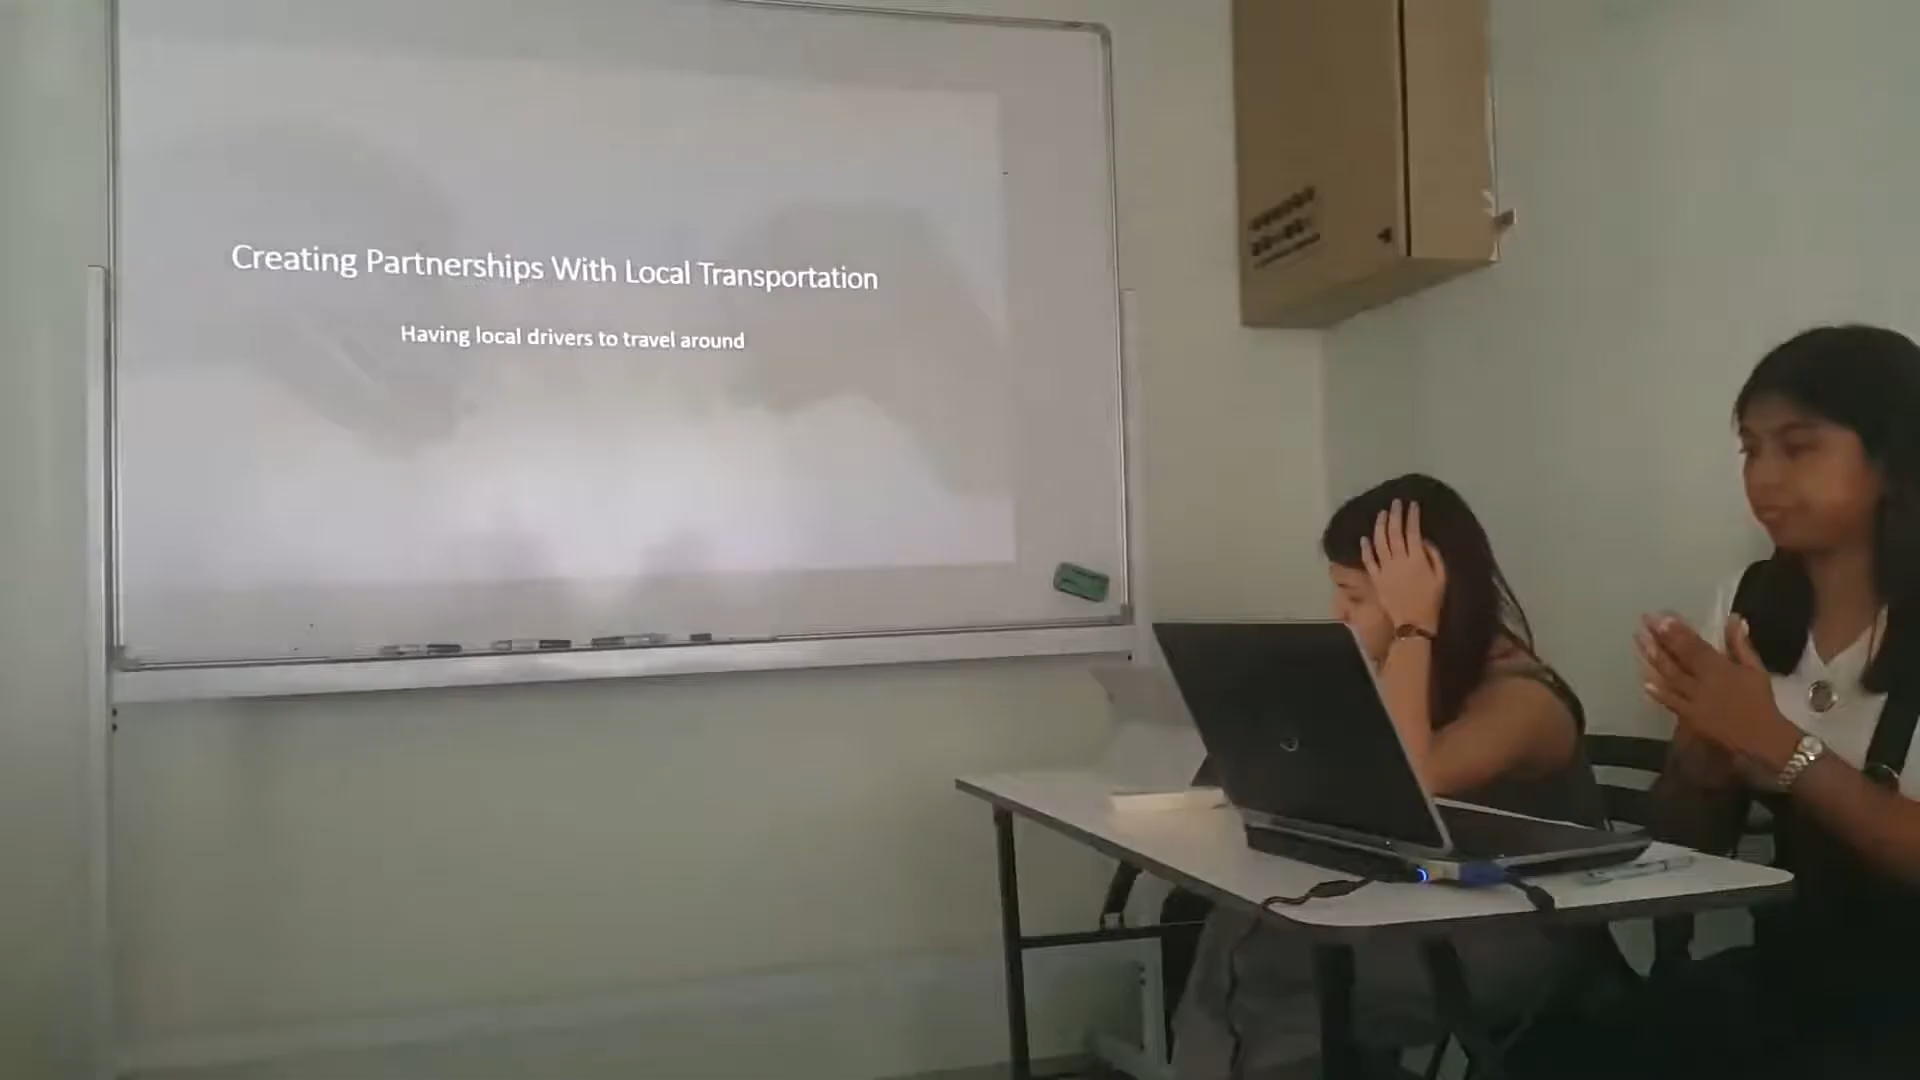 Creating Partnerships With Local Transportation
Having local drivers to travel around